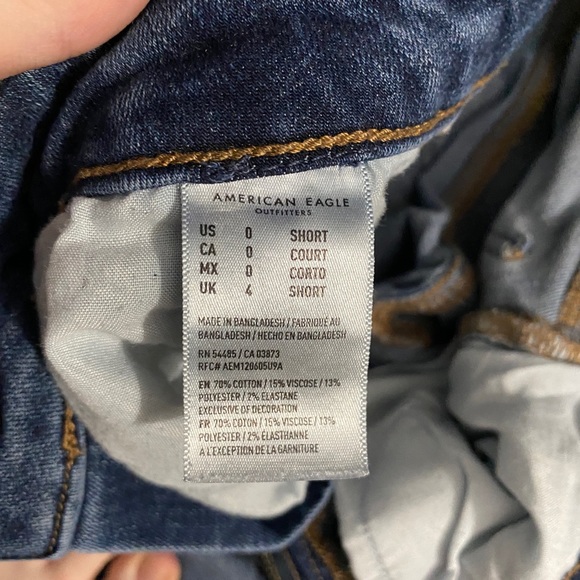 AMERICAN EAGLE
OUTFITTERS
US 0 SHORT
CA 0 COURT
MX 0 CORTO
UK 4 SHORT
MADE IN BANGLADESH / FABRIQUÉ AU
BANGLADESH / HECHO EN BANGLADESH
RN 54485 / CA 03873
RFC# AEM120605U9A
EN 70% COTTON / 15% VISCOSE / 13%
POLYESTER / 2% ELASTANE
EXCLUSIVE OF DECORATION
FR 70% COTON / 15% VISCOSE / 13%
POLYESTER / 2% ÉLASTHANNE
À L'EXCEPTION DE LA GARNITURE